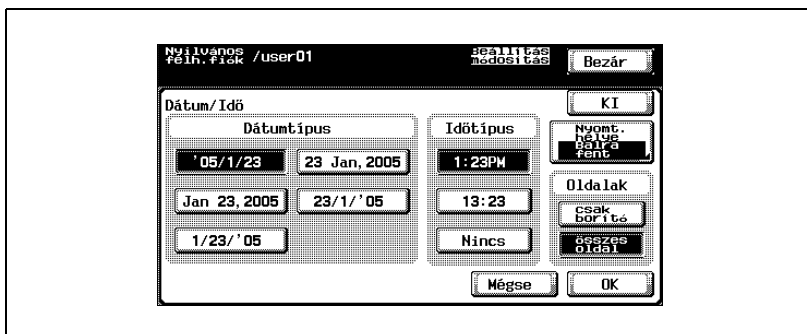 Nyilvános
felh.fiók /user01
Beállítás
módosítás
Bezár
Dátum/Idő
KI
Dátumtípus
Időtípus
Nyomt.
hélye
Balra
fent
'05/1/23
23 Jan,2005
1:23PM
Oldalak
Jan 23,2005
23/1/'05
13:23
csak
borító
1/23/'05
Nincs
összes
oldal
Mégse
OK